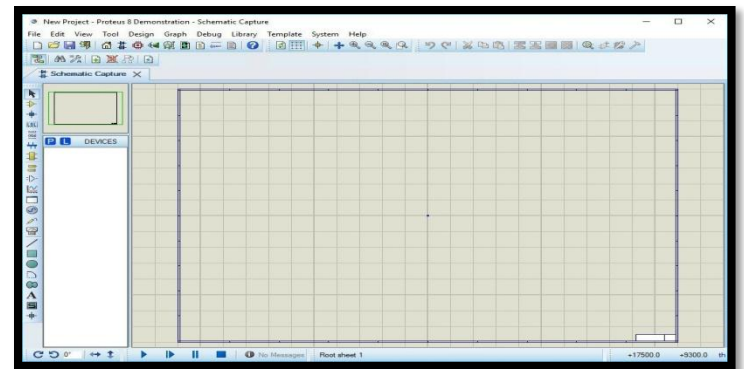 New Project - Proteus 8 Demonstration - Schematic Capture
File Edit View Tool Design Graph Debug Library Template System Help
Schematic Capture
P L DEVICES
A
0°
No Messages
Root sheet 1
+17500.0 +9300.0 th